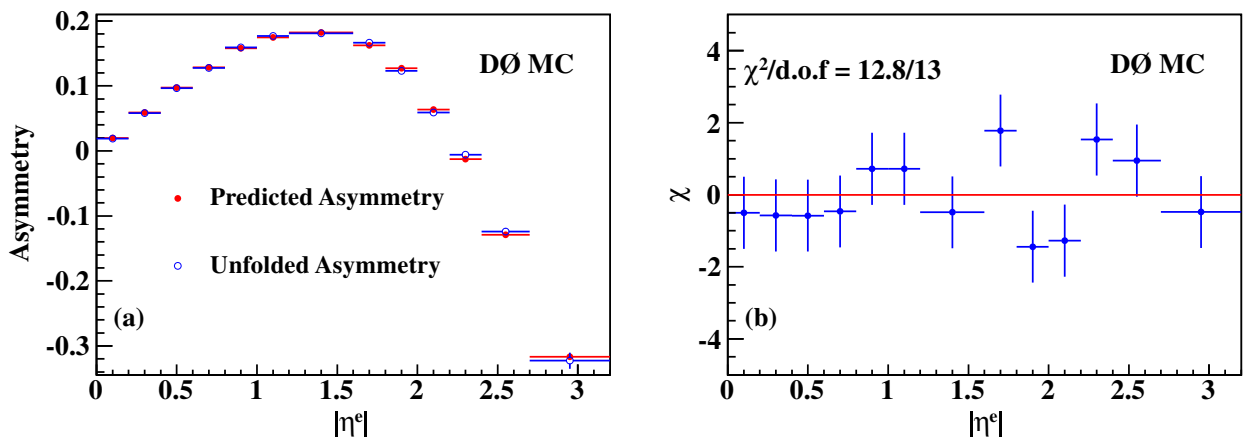 0.2
0.1
0
-0.1
-0.2
-0.3
Asymmetry
DØ MC
Predicted Asymmetry
Unfolded Asymmetry
(a)
0 0.5 1 1.5 2 2.5 3
|ηᵉ|
4
2
0
-2
-4
χ
χ²/d.o.f = 12.8/13
DØ MC
(b)
0 0.5 1 1.5 2 2.5 3
|ηᵉ|